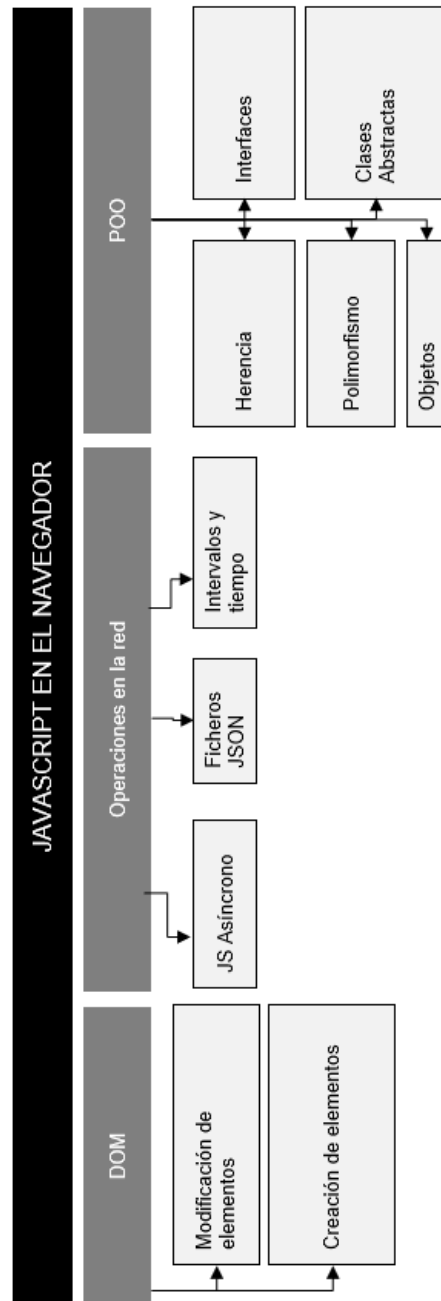 JAVASCRIPT EN EL NAVEGADOR
DOM
Operaciones en la red
POO
Modificación de
elementos
Creación de elementos
JS Asíncrono
Ficheros
JSON
Intervalos y
tiempo
Herencia
Interfaces
Polimorfismo
Clases
Abstractas
Objetos